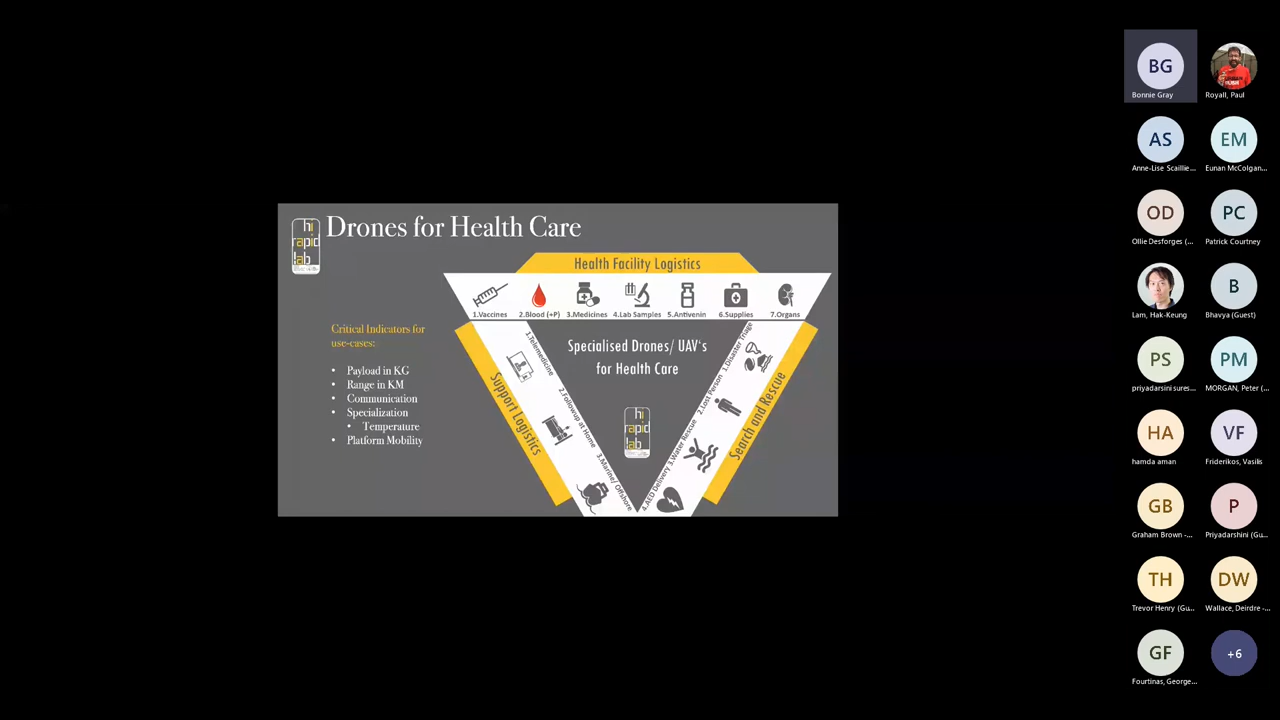 hi
rapid
lab
Drones for Health Care
Health Facility Logistics
1.Vaccines
2.Blood (+P)
3.Medicines
4.Lab Samples
5.Antivenin
6.Supplies
7.Organs
Critical Indicators for
use-cases:
• Payload in KG
• Range in KM
• Communication
• Specialization
• Temperature
• Platform Mobility
Specialised Drones/ UAV's
for Health Care
hi
rapid
lab
Support Logistics
1.Telemedicine
2.Followup at Home
3.Marine/ Offshore
Search and Rescue
1.Disaster Triage
2.Lost Person
3.Water Rescue
4.AED Delivery
BG
Bonnie Gray
Royall, Paul
AS
Anne-Lise Scaillie...
EM
Eunan McColgan...
OD
Ollie Desforges (...
PC
Patrick Courtney
Lam, Hak-Keung
B
Bhavya (Guest)
PS
priyadarsini sures...
PM
MORGAN, Peter (...
HA
hamda aman
VF
Friderikos, Vasilis
GB
Graham Brown -...
P
Priyadarshini (Gu...
TH
Trevor Henry (Gu...
DW
Wallace, Deirdre -...
GF
Fourtinas, George...
+6